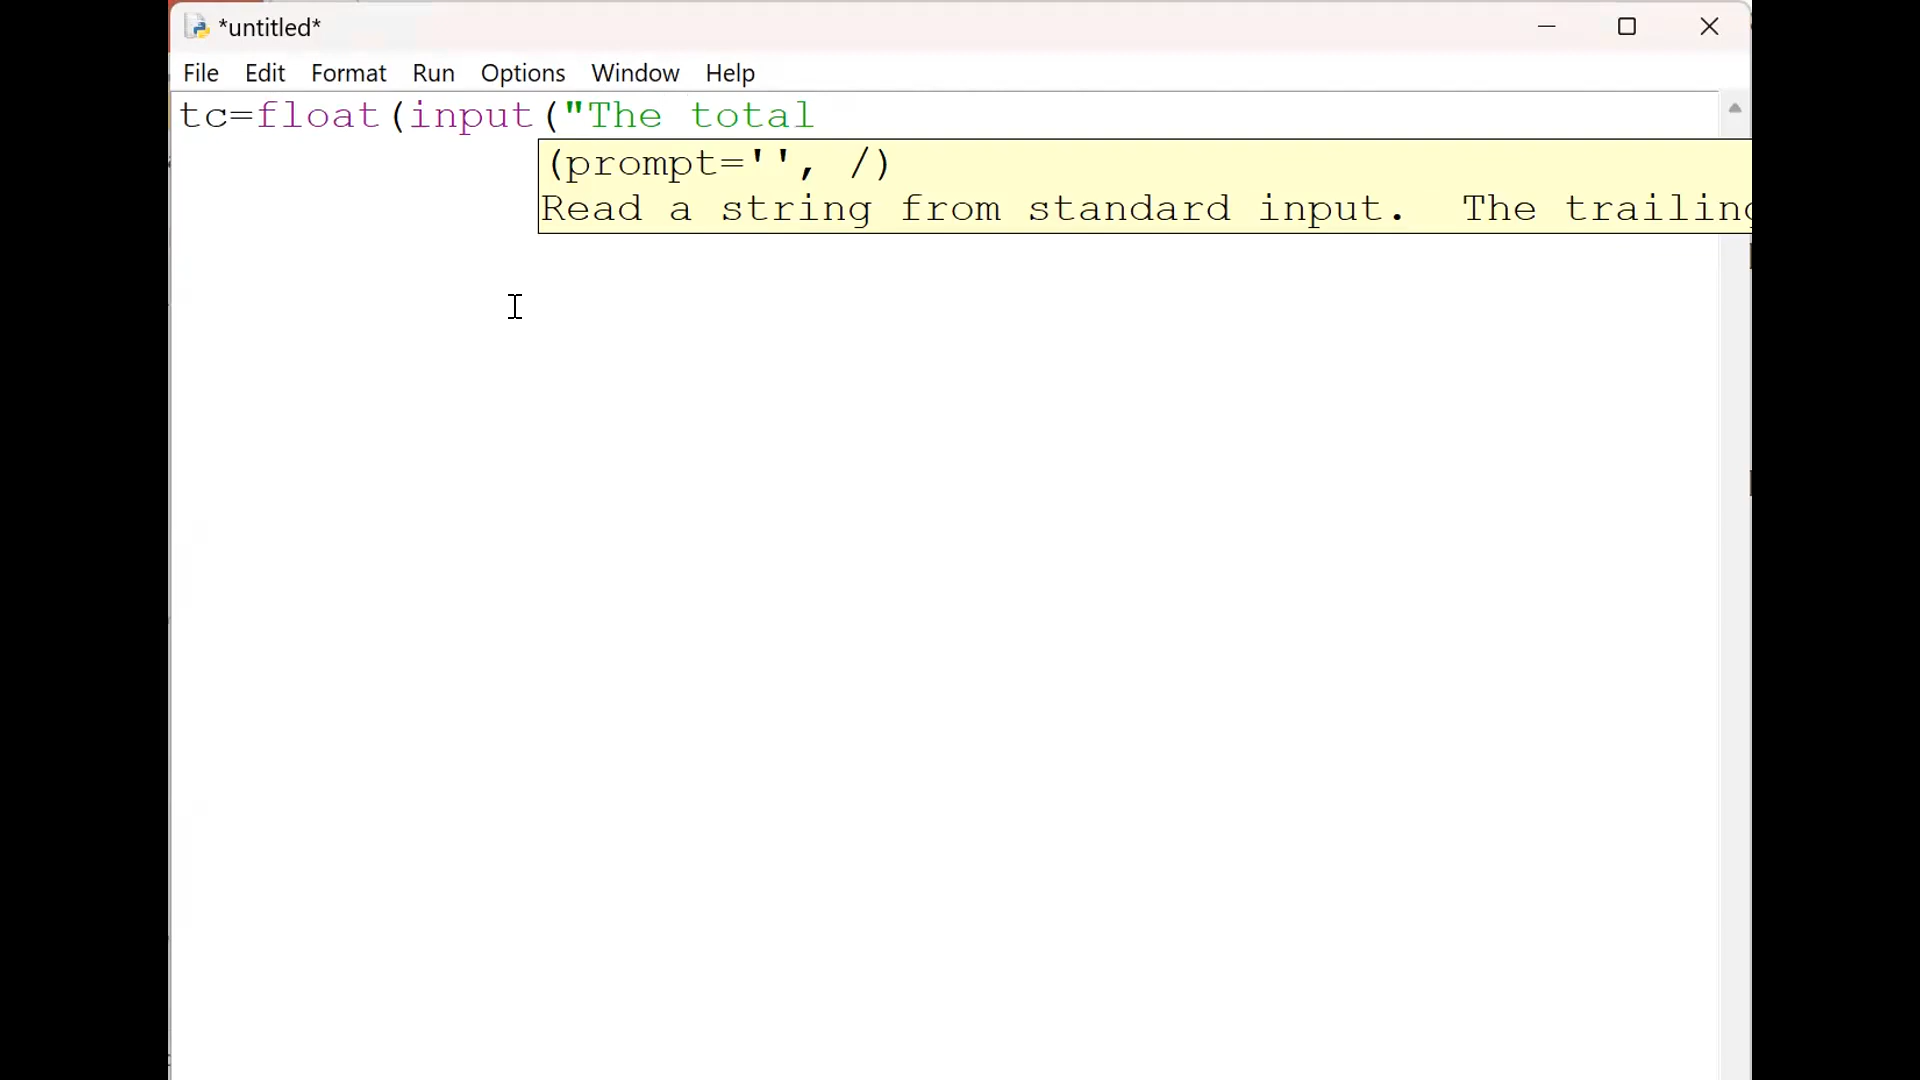 *untitled*
File Edit Format Run Options Window Help
tc=float(input("The total
(prompt='', /)
Read a string from standard input.  The trailing